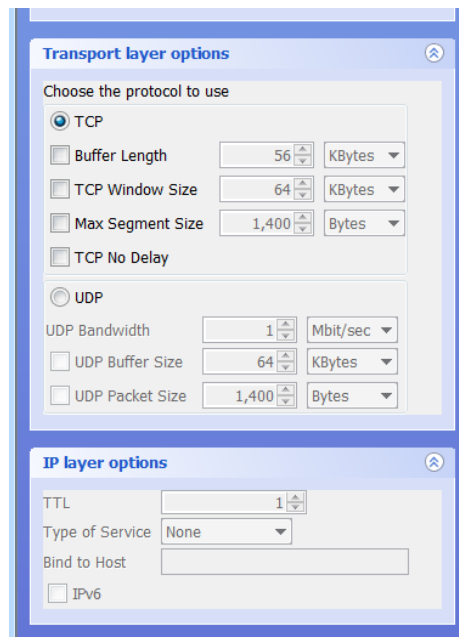 Transport layer options
Choose the protocol to use
TCP
Buffer Length 56 KBytes
TCP Window Size 64 KBytes
Max Segment Size 1,400 Bytes
TCP No Delay
UDP
UDP Bandwidth 1 Mbit/sec
UDP Buffer Size 64 KBytes
UDP Packet Size 1,400 Bytes
IP layer options
TTL 1
Type of Service None
Bind to Host
IPv6